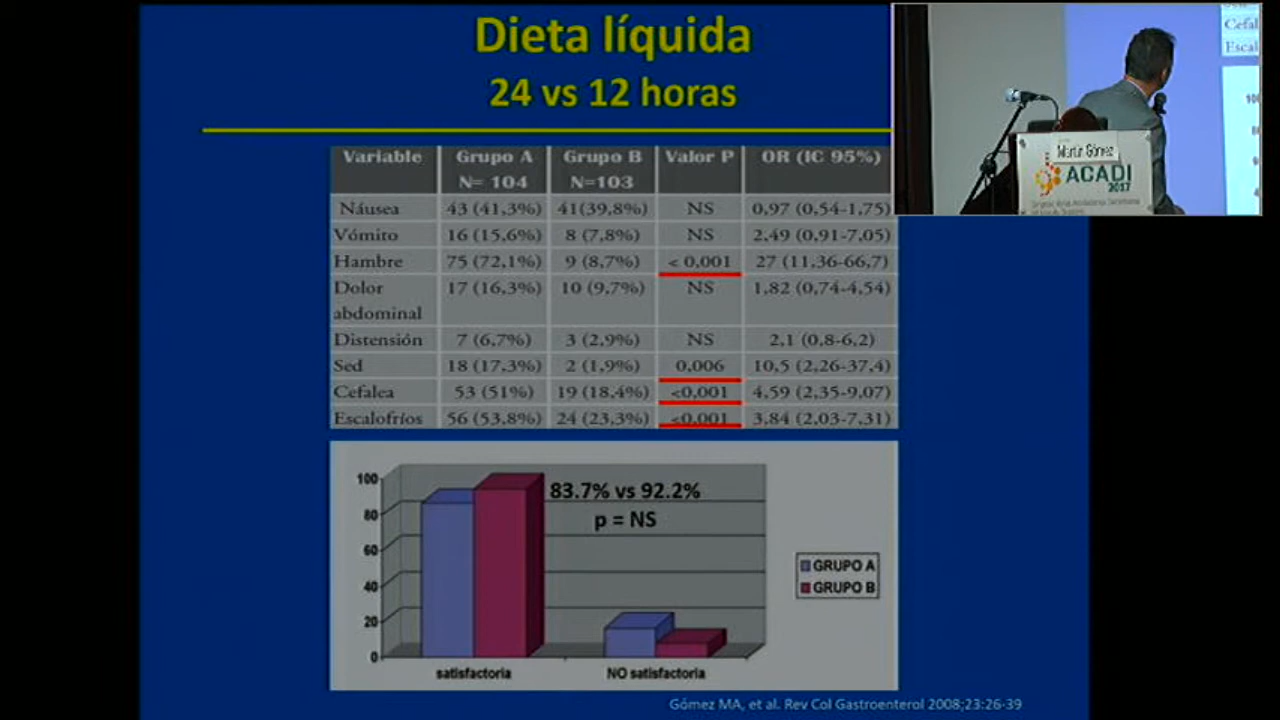 Dieta líquida
24 vs 12 horas
Variable Grupo A Grupo B Valor P OR (IC 95%)
N= 104 N=103
Náusea 43 (41,3%) 41(39,8%) NS 0,97 (0,54-1,75)
Vómito 16 (15,6%) 8 (7,8%) NS 2,49 (0,91-7,05)
Hambre 75 (72,1%) 9 (8,7%) < 0,001 27 (11,36-66,7)
Dolor 17 (16,3%) 10 (9,7%) NS 1,82 (0,74-4,54)
abdominal
Distensión 7 (6,7%) 3 (2,9%) NS 2,1 (0,8-6,2)
Sed 18 (17,3%) 2 (1,9%) 0,006 10,5 (2,26-37,4)
Cefalea 53 (51%) 19 (18,4%) <0,001 4,59 (2,35-9,07)
Escalofríos 56 (53,8%) 24 (23,3%) <0,001 3,84 (2,03-7,31)
100
80
60
40
20
0
83.7% vs 92.2%
p = NS
satisfactoria
NO satisfactoria
GRUPO A
GRUPO B
Gómez MA, et al. Rev Col Gastroenterol 2008;23:26-39
Cefal
Escal
Martín Gómez
ACADI
2017